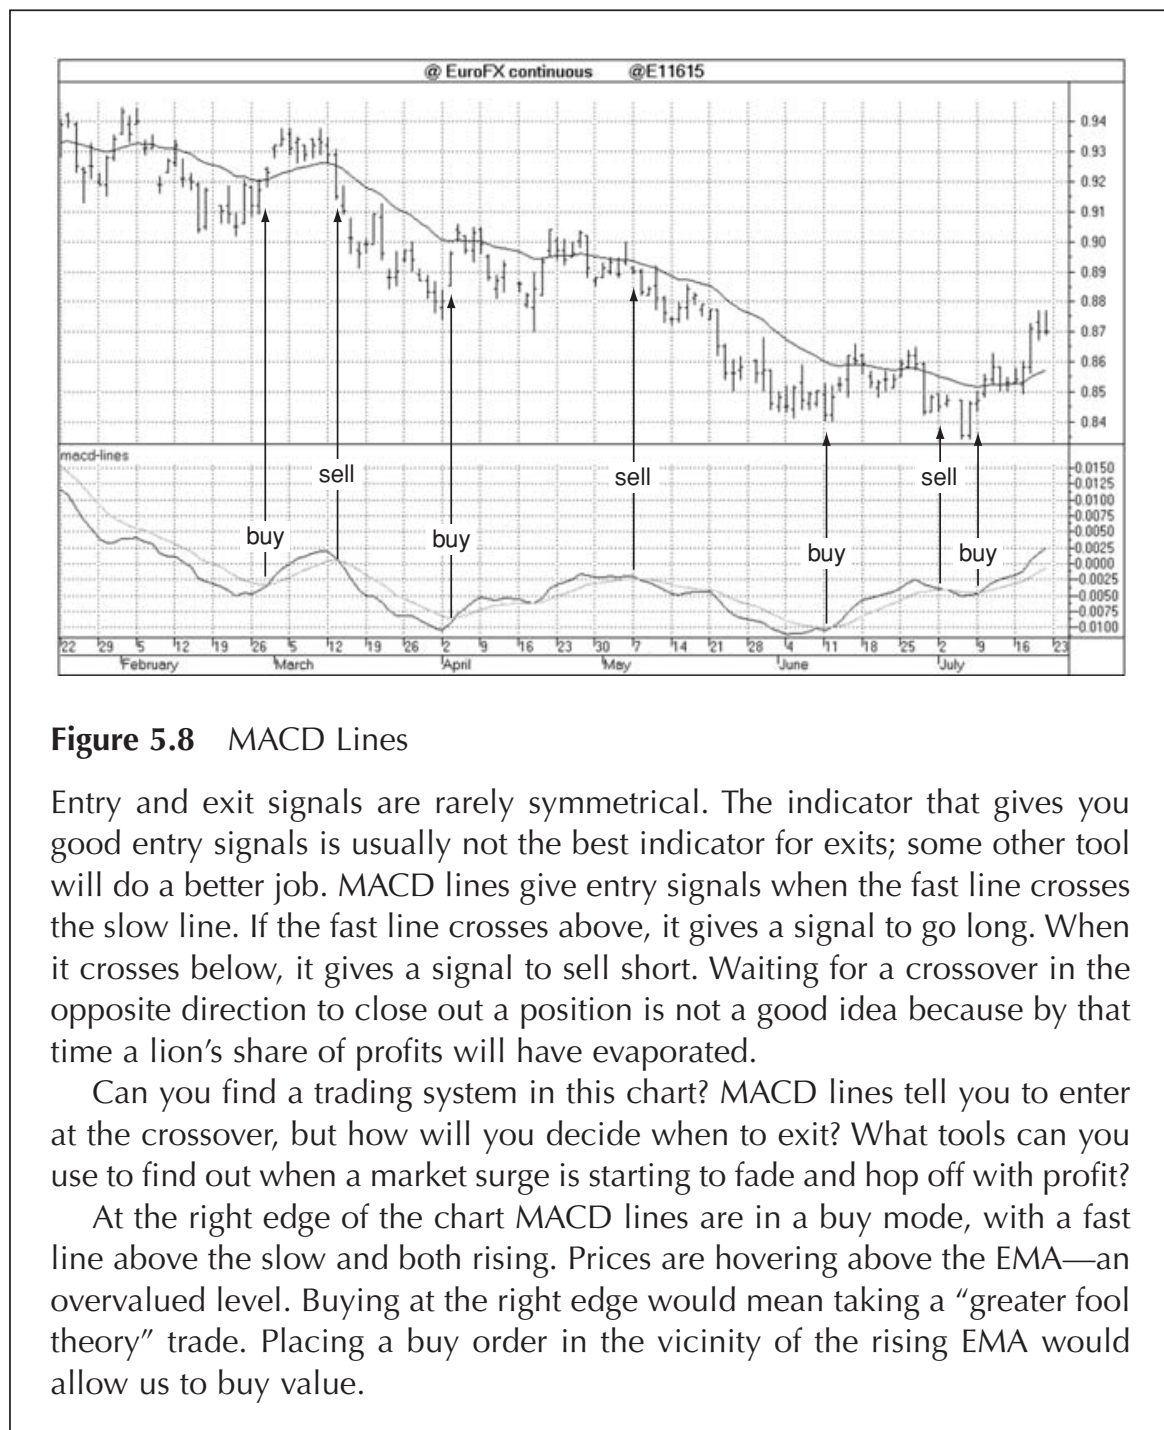 @ EuroFX continuous @E11615
0.94
0.93
0.92
0.91
0.90
0.89
0.88
0.87
0.86
0.85
0.84
macd-lines
sell
sell
sell
buy
buy
buy
buy
0.0150
0.0125
0.0100
0.0075
0.0050
0.0025
0.0000
-0.0025
-0.0050
-0.0075
-0.0100
22 29 5 12 19 26 5 12 19 26 2 9 16 23 30 7 14 21 28 4 11 18 25 2 9 16 23
February March April May June July
Figure 5.8 MACD Lines
Entry and exit signals are rarely symmetrical. The indicator that gives you
good entry signals is usually not the best indicator for exits; some other tool
will do a better job. MACD lines give entry signals when the fast line crosses
the slow line. If the fast line crosses above, it gives a signal to go long. When
it crosses below, it gives a signal to sell short. Waiting for a crossover in the
opposite direction to close out a position is not a good idea because by that
time a lion’s share of profits will have evaporated.
Can you find a trading system in this chart? MACD lines tell you to enter
at the crossover, but how will you decide when to exit? What tools can you
use to find out when a market surge is starting to fade and hop off with profit?
At the right edge of the chart MACD lines are in a buy mode, with a fast
line above the slow and both rising. Prices are hovering above the EMA—an
overvalued level. Buying at the right edge would mean taking a “greater fool
theory” trade. Placing a buy order in the vicinity of the rising EMA would
allow us to buy value.